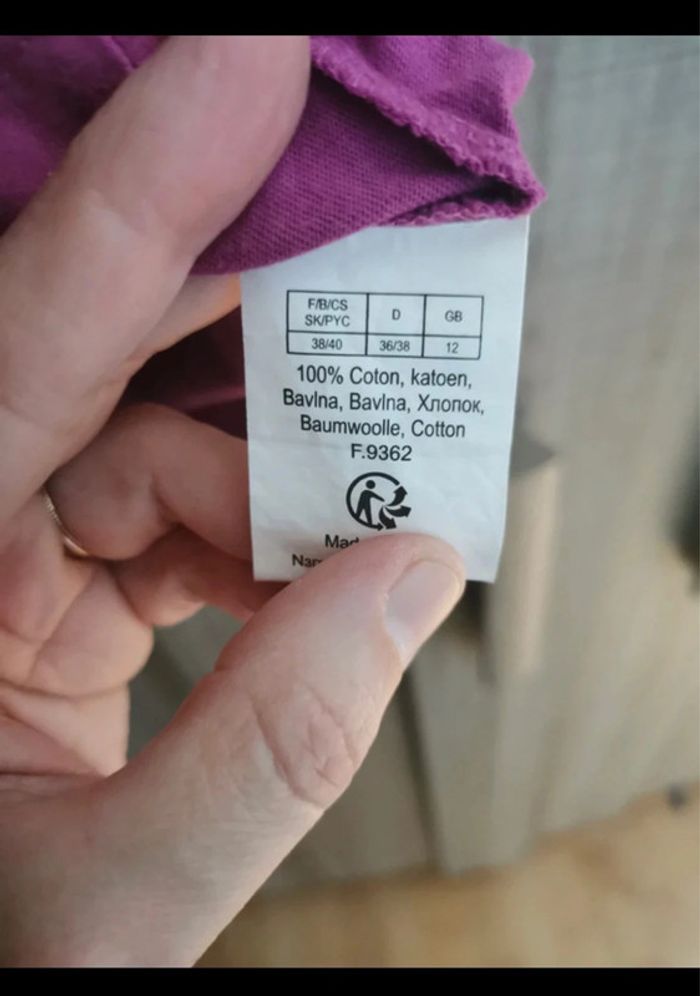 F/B/CS D GB
SK/PYC
38/40 36/38 12
100% Coton, katoen,
Bavlna, Bavlna, Хлопок,
Baumwoolle, Cotton
F.9362